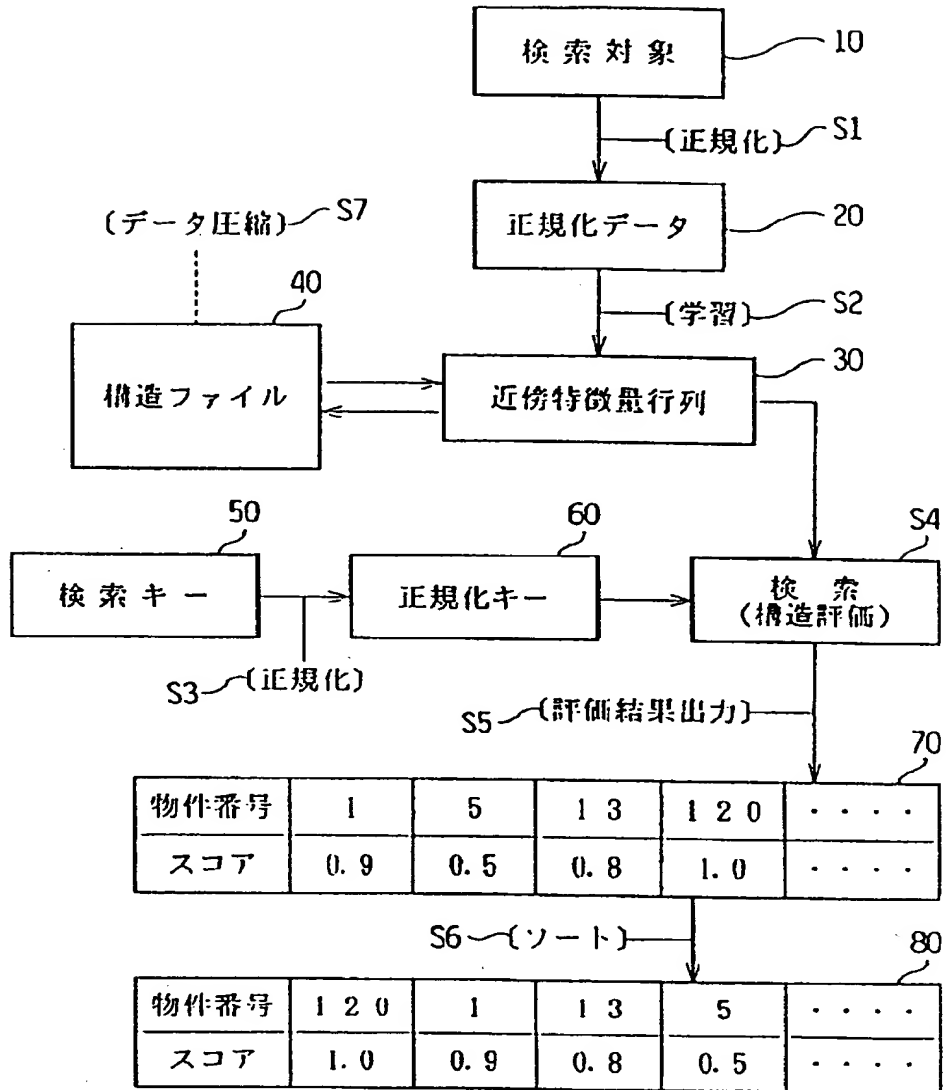 検索対象 10
〔正規化〕 S1
正規化データ 20
〔データ圧縮〕 S7
〔学習〕 S2
40
構造ファイル
近傍特徴量行列 30
50
検索キー
60
正規化キー
S4
検索
(構造評価)
S3 〔正規化〕
S5 〔評価結果出力〕
70
物件番号 1 5 13 120 ‥‥
スコア 0.9 0.5 0.8 1.0 ‥‥
S6 〔ソート〕
80
物件番号 120 1 13 5 ‥‥
スコア 1.0 0.9 0.8 0.5 ‥‥